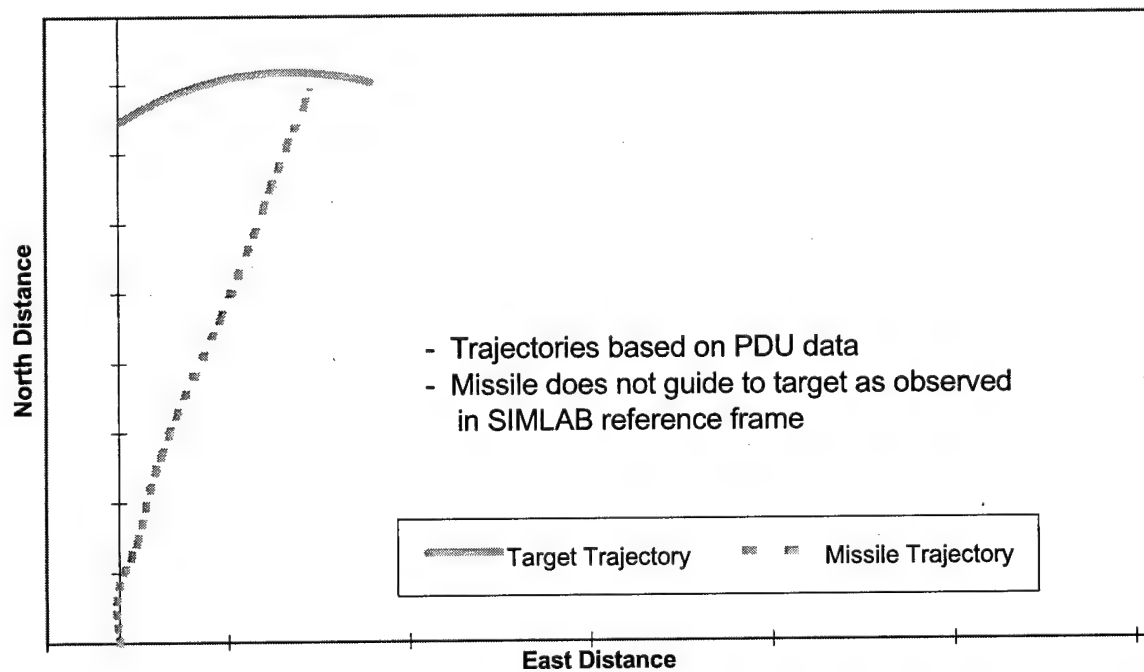 North Distance
- Trajectories based on PDU data
- Missile does not guide to target as observed
in SIMLAB reference frame
Target Trajectory
Missile Trajectory
East Distance